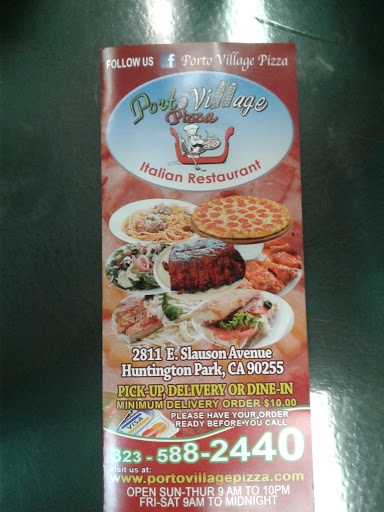 FOLLOW US f Porto Village Pizza
Porto Village
Pizza
Italian Restaurant
2811 E. Slauson Avenue
Huntington Park, CA 90255
PICK-UP, DELIVERY OR DINE-IN
MINIMUM DELIVERY ORDER $10.00
PLEASE HAVE YOUR ORDER
READY BEFORE YOU CALL
VISA
323-588-2440
Visit us at:
www.portovillagepizza.com
OPEN SUN-THUR 9 AM TO 10PM
FRI-SAT 9AM TO MIDNIGHT